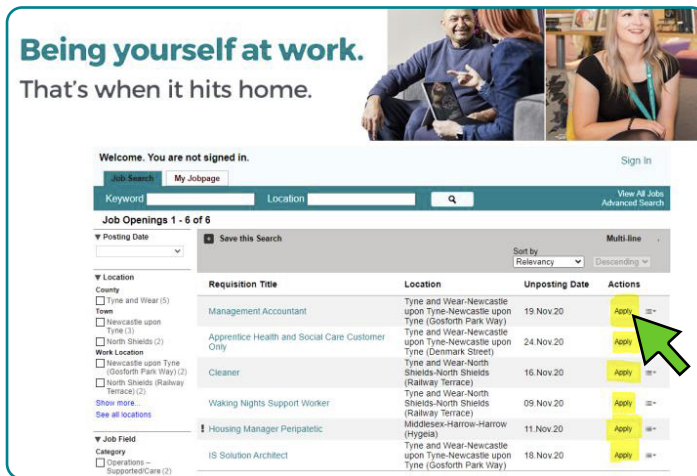 Being yourself at work.
That's when it hits home.
Welcome. You are not signed in.
Sign In
Job Search
My Jobpage
Keyword
Location
View All Jobs
Advanced Search
Job Openings 1 - 6 of 6
Posting Date
Save this Search
Multi-line
Sort by
Relevancy
Descending
Location
County
Tyne and Wear (5)
Town
Newcastle upon
Tyne (3)
North Shields (2)
Work Location
Newcastle upon Tyne
(Gosforth Park Way) (2)
North Shields (Railway
Terrace) (2)
Show more...
See all locations
Job Field
Category
Operations –
Supported/Care (2)
Requisition Title
Location
Unposting Date
Actions
Management Accountant
Tyne and Wear-Newcastle
upon Tyne-Newcastle upon
Tyne (Gosforth Park Way)
19.Nov.20
Apply
Apprentice Health and Social Care Customer
Only
Tyne and Wear-Newcastle
upon Tyne-Newcastle upon
Tyne (Denmark Street)
24.Nov.20
Apply
Cleaner
Tyne and Wear-North
Shields-North Shields
(Railway Terrace)
16.Nov.20
Apply
Waking Nights Support Worker
Tyne and Wear-North
Shields-North Shields
(Railway Terrace)
09.Nov.20
Apply
! Housing Manager Peripatetic
Middlesex-Harrow-Harrow
(Hygeia)
11.Nov.20
Apply
IS Solution Architect
Tyne and Wear-Newcastle
upon Tyne-Newcastle upon
Tyne (Gosforth Park Way)
18.Nov.20
Apply